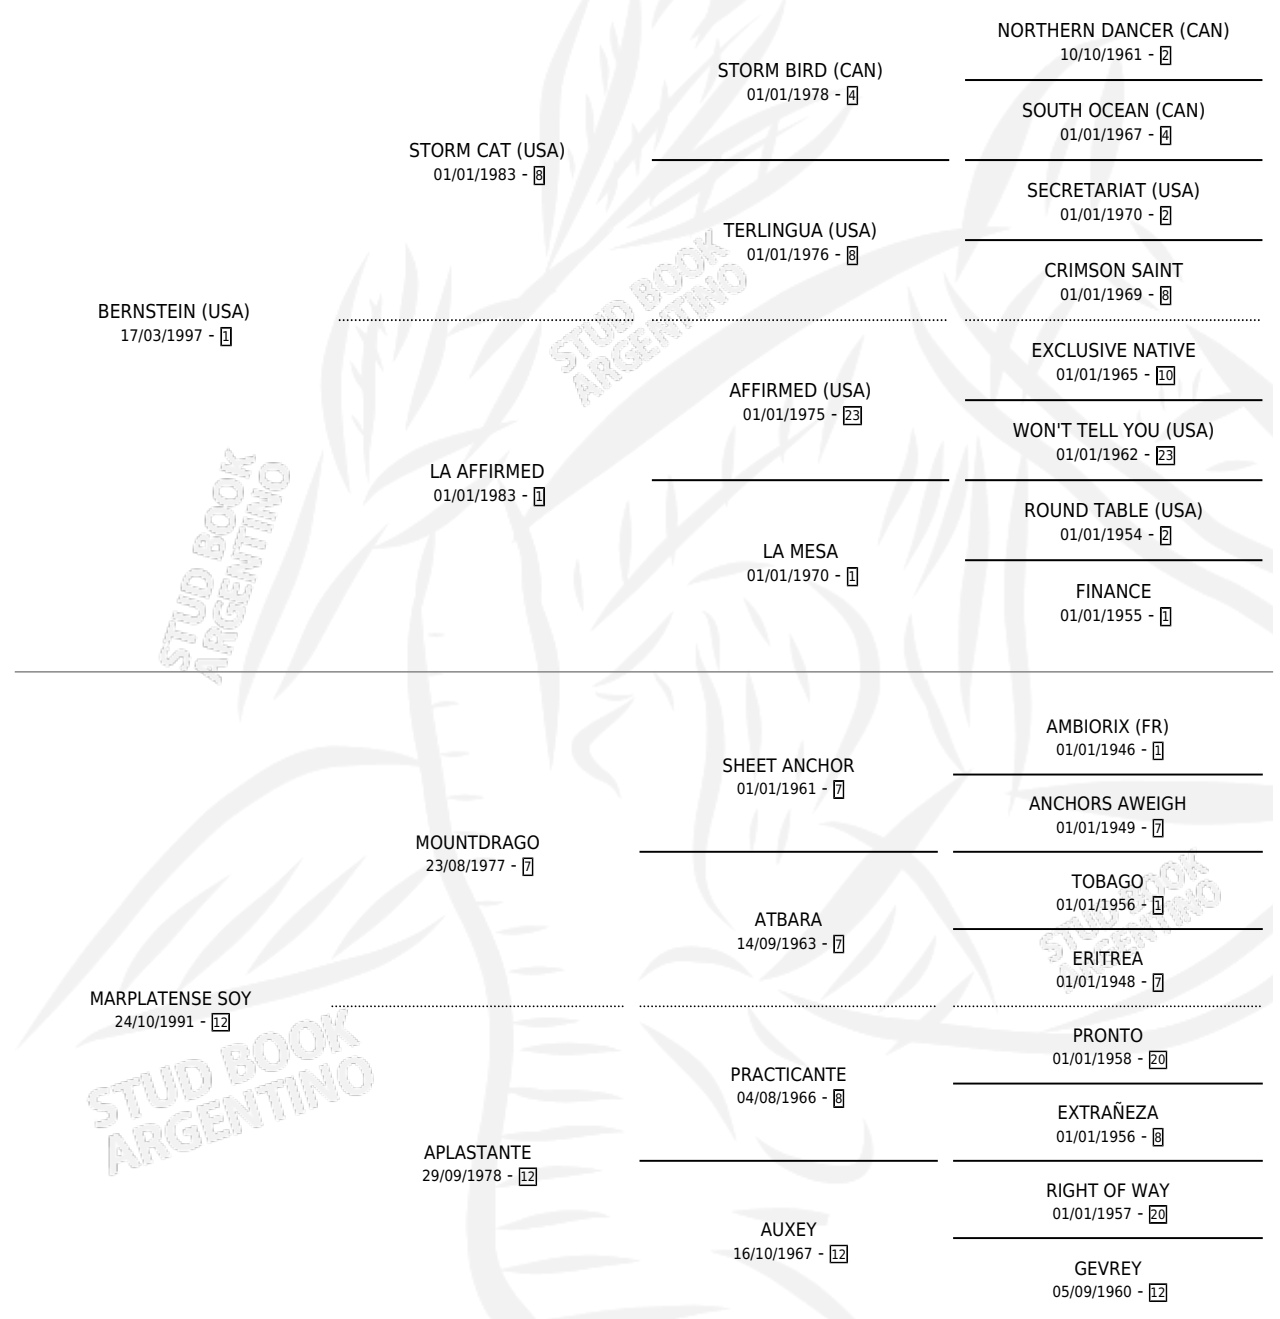 NORTHERN DANCER (CAN)
10/10/1961 - 2
STORM BIRD (CAN)
01/01/1978 - 4
SOUTH OCEAN (CAN)
01/01/1967 - 4
STORM CAT (USA)
01/01/1983 - 8
SECRETARIAT (USA)
01/01/1970 - 2
TERLINGUA (USA)
01/01/1976 - 8
CRIMSON SAINT
01/01/1969 - 8
BERNSTEIN (USA)
17/03/1997 - 1
EXCLUSIVE NATIVE
01/01/1965 - 10
AFFIRMED (USA)
01/01/1975 - 23
WON'T TELL YOU (USA)
01/01/1962 - 23
LA AFFIRMED
01/01/1983 - 1
ROUND TABLE (USA)
01/01/1954 - 2
LA MESA
01/01/1970 - 1
FINANCE
01/01/1955 - 1
STUD BOOK
ARGENTINO
STUD BOOK
ARGENTINO
AMBIORIX (FR)
01/01/1946 - 1
SHEET ANCHOR
01/01/1961 - 7
ANCHORS AWEIGH
01/01/1949 - 7
MOUNTDRAGO
23/08/1977 - 7
TOBAGO
01/01/1956 - 1
ATBARA
14/09/1963 - 7
ERITREA
01/01/1948 - 7
MARPLATENSE SOY
24/10/1991 - 12
PRONTO
01/01/1958 - 20
PRACTICANTE
04/08/1966 - 8
EXTRAÑEZA
01/01/1956 - 8
APLASTANTE
29/09/1978 - 12
RIGHT OF WAY
01/01/1957 - 20
AUXEY
16/10/1967 - 12
GEVREY
05/09/1960 - 12
STUD BOOK
ARGENTINO
STUD BOOK
ARGENTINO